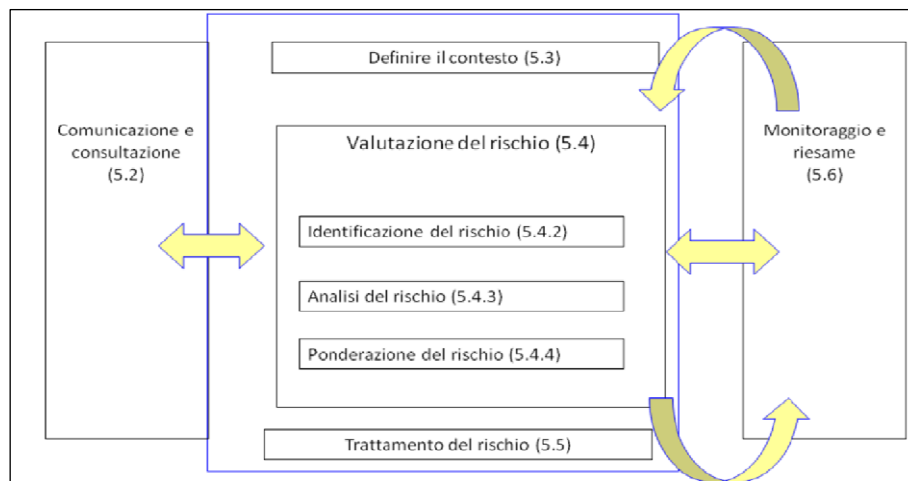 Definire il contesto (5.3)
Comunicazione e
consultazione
(5.2)
Valutazione del rischio (5.4)
Identificazione del rischio (5.4.2)
Analisi del rischio (5.4.3)
Ponderazione del rischio (5.4.4)
Trattamento del rischio (5.5)
Monitoraggio e
riesame
(5.6)